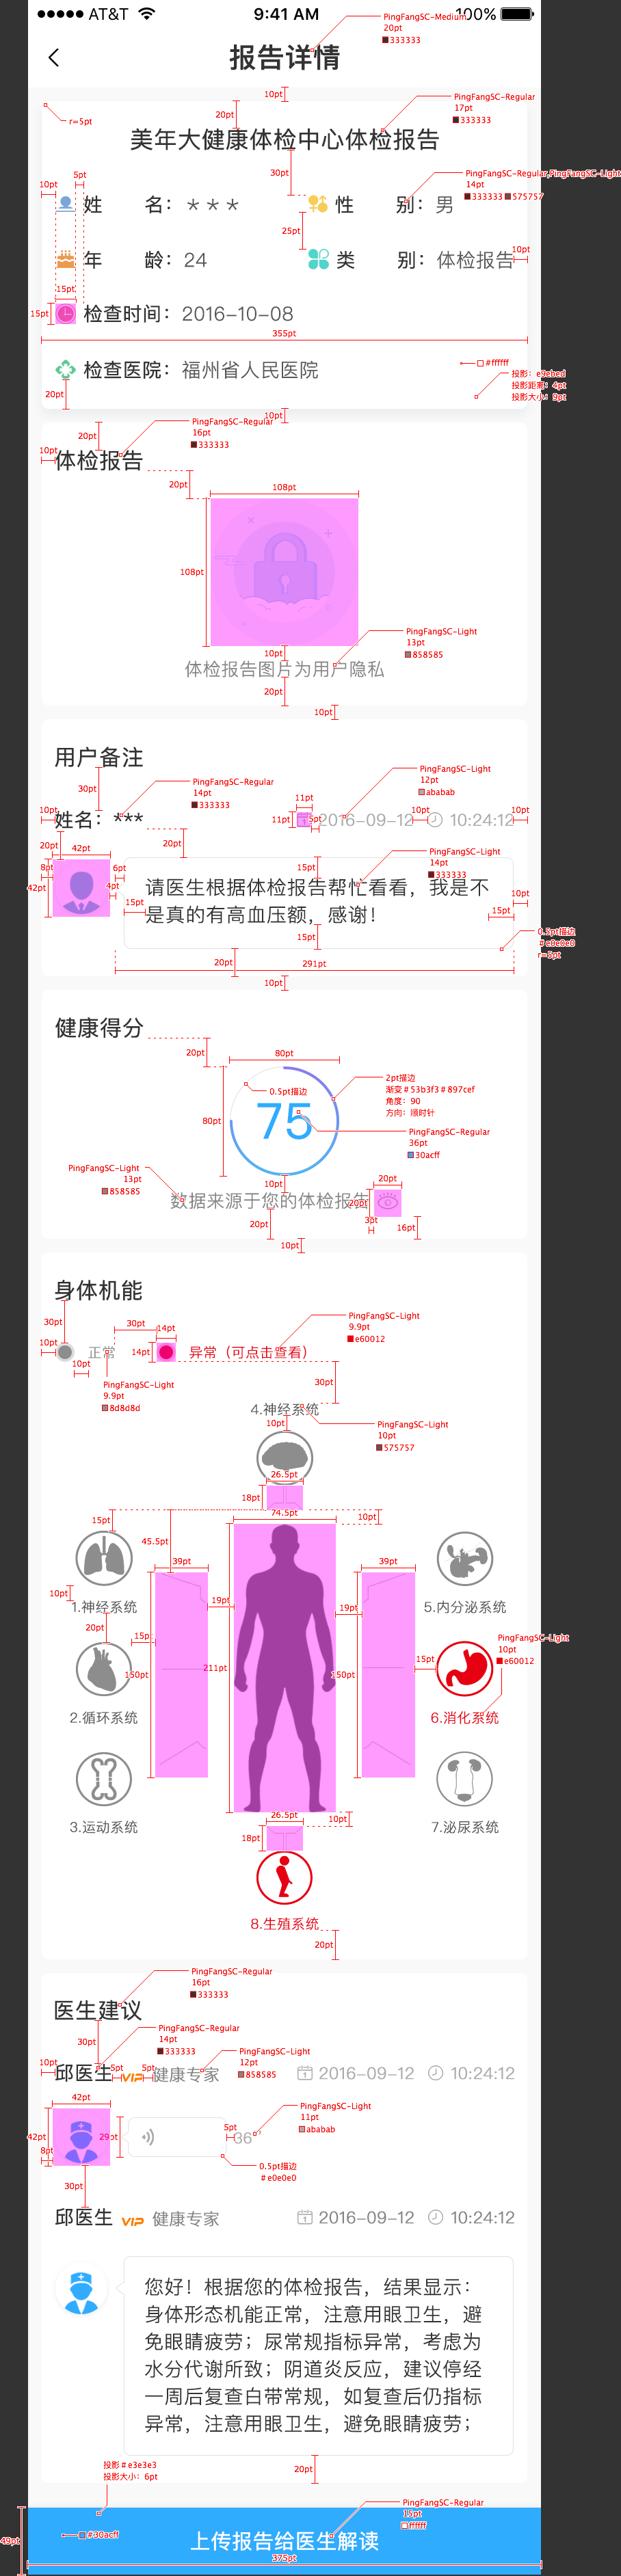 AT&T 9:41 AM 100%
PingFangSC-Medium
20pt
333333
报告详情
10pt
r=5pt
20pt
PingFangSC-Regular
17pt
333333
美年大健康体检中心体检报告
30pt
PingFangSC-Regular,PingFangSC-Light
14pt
333333 575757
10pt 5pt
姓 名：*** 性 别：男
25pt
年 龄：24 类 别：体检报告
10pt
15pt
15pt
检查时间：2016-10-08
355pt
检查医院：福州省人民医院
#ffffff
投影：e9ebed
投影距离：4pt
投影大小：9pt
20pt
10pt
PingFangSC-Regular
16pt
333333
20pt
10pt
体检报告
20pt
108pt
108pt
PingFangSC-Light
13pt
858585
10pt
体检报告图片为用户隐私
20pt
10pt
用户备注
30pt
PingFangSC-Regular
14pt
333333
PingFangSC-Light
12pt
ababab
11pt
10pt 姓名：*** 11pt 5pt 2016-09-12 10pt 10:24:12 10pt
20pt 42pt 20pt
PingFangSC-Light
14pt
333333
8pt 6pt 15pt
42pt 4pt
请医生根据体检报告帮忙看看，我是不
是真的有高血压额，感谢！
15pt 10pt
15pt
15pt
0.5pt描边
#e0e0e0
r=5pt
20pt 291pt
10pt
健康得分
20pt 80pt
80pt
0.5pt描边
75
2pt描边
渐变#53b3f3#897cef
角度：90
方向：顺时针
PingFangSC-Regular
36pt
30acff
PingFangSC-Light
13pt
858585
10pt 20pt
数据来源于您的体检报告
20pt
20pt 3pt 16pt
10pt
身体机能
30pt 30pt 14pt
PingFangSC-Light
9.9pt
e60012
10pt 正常 14pt 异常（可点击查看）
10pt
PingFangSC-Light
9.9pt
8d8d8d
30pt
4.神经系统
10pt
PingFangSC-Light
10pt
575757
26.5pt
18pt
74.5pt
15pt 10pt
45.5pt
39pt 39pt
10pt
1.神经系统 19pt 19pt 5.内分泌系统
20pt
15pt
PingFangSC-Light
10pt
e60012
150pt 211pt 150pt 15pt
2.循环系统 6.消化系统
26.5pt 10pt
3.运动系统 18pt 7.泌尿系统
8.生殖系统
20pt
PingFangSC-Regular
16pt
333333
医生建议
30pt
PingFangSC-Regular
14pt
333333
PingFangSC-Light
12pt
858585
10pt 邱医生 5pt VIP 5pt 健康专家 2016-09-12 10:24:12
42pt
PingFangSC-Light
11pt
ababab
42pt 29pt 5pt 36"
8pt
0.5pt描边
#e0e0e0
30pt
邱医生 VIP 健康专家 2016-09-12 10:24:12
您好！根据您的体检报告，结果显示：
身体形态机能正常，注意用眼卫生，避
免眼睛疲劳；尿常规指标异常，考虑为
水分代谢所致；阴道炎反应，建议停经
一周后复查白带常规，如复查后仍指标
异常，注意用眼卫生，避免眼睛疲劳；
20pt
投影#e3e3e3
投影大小：6pt
PingFangSC-Regular
15pt
ffffff
49pt #30acff 上传报告给医生解读
375pt